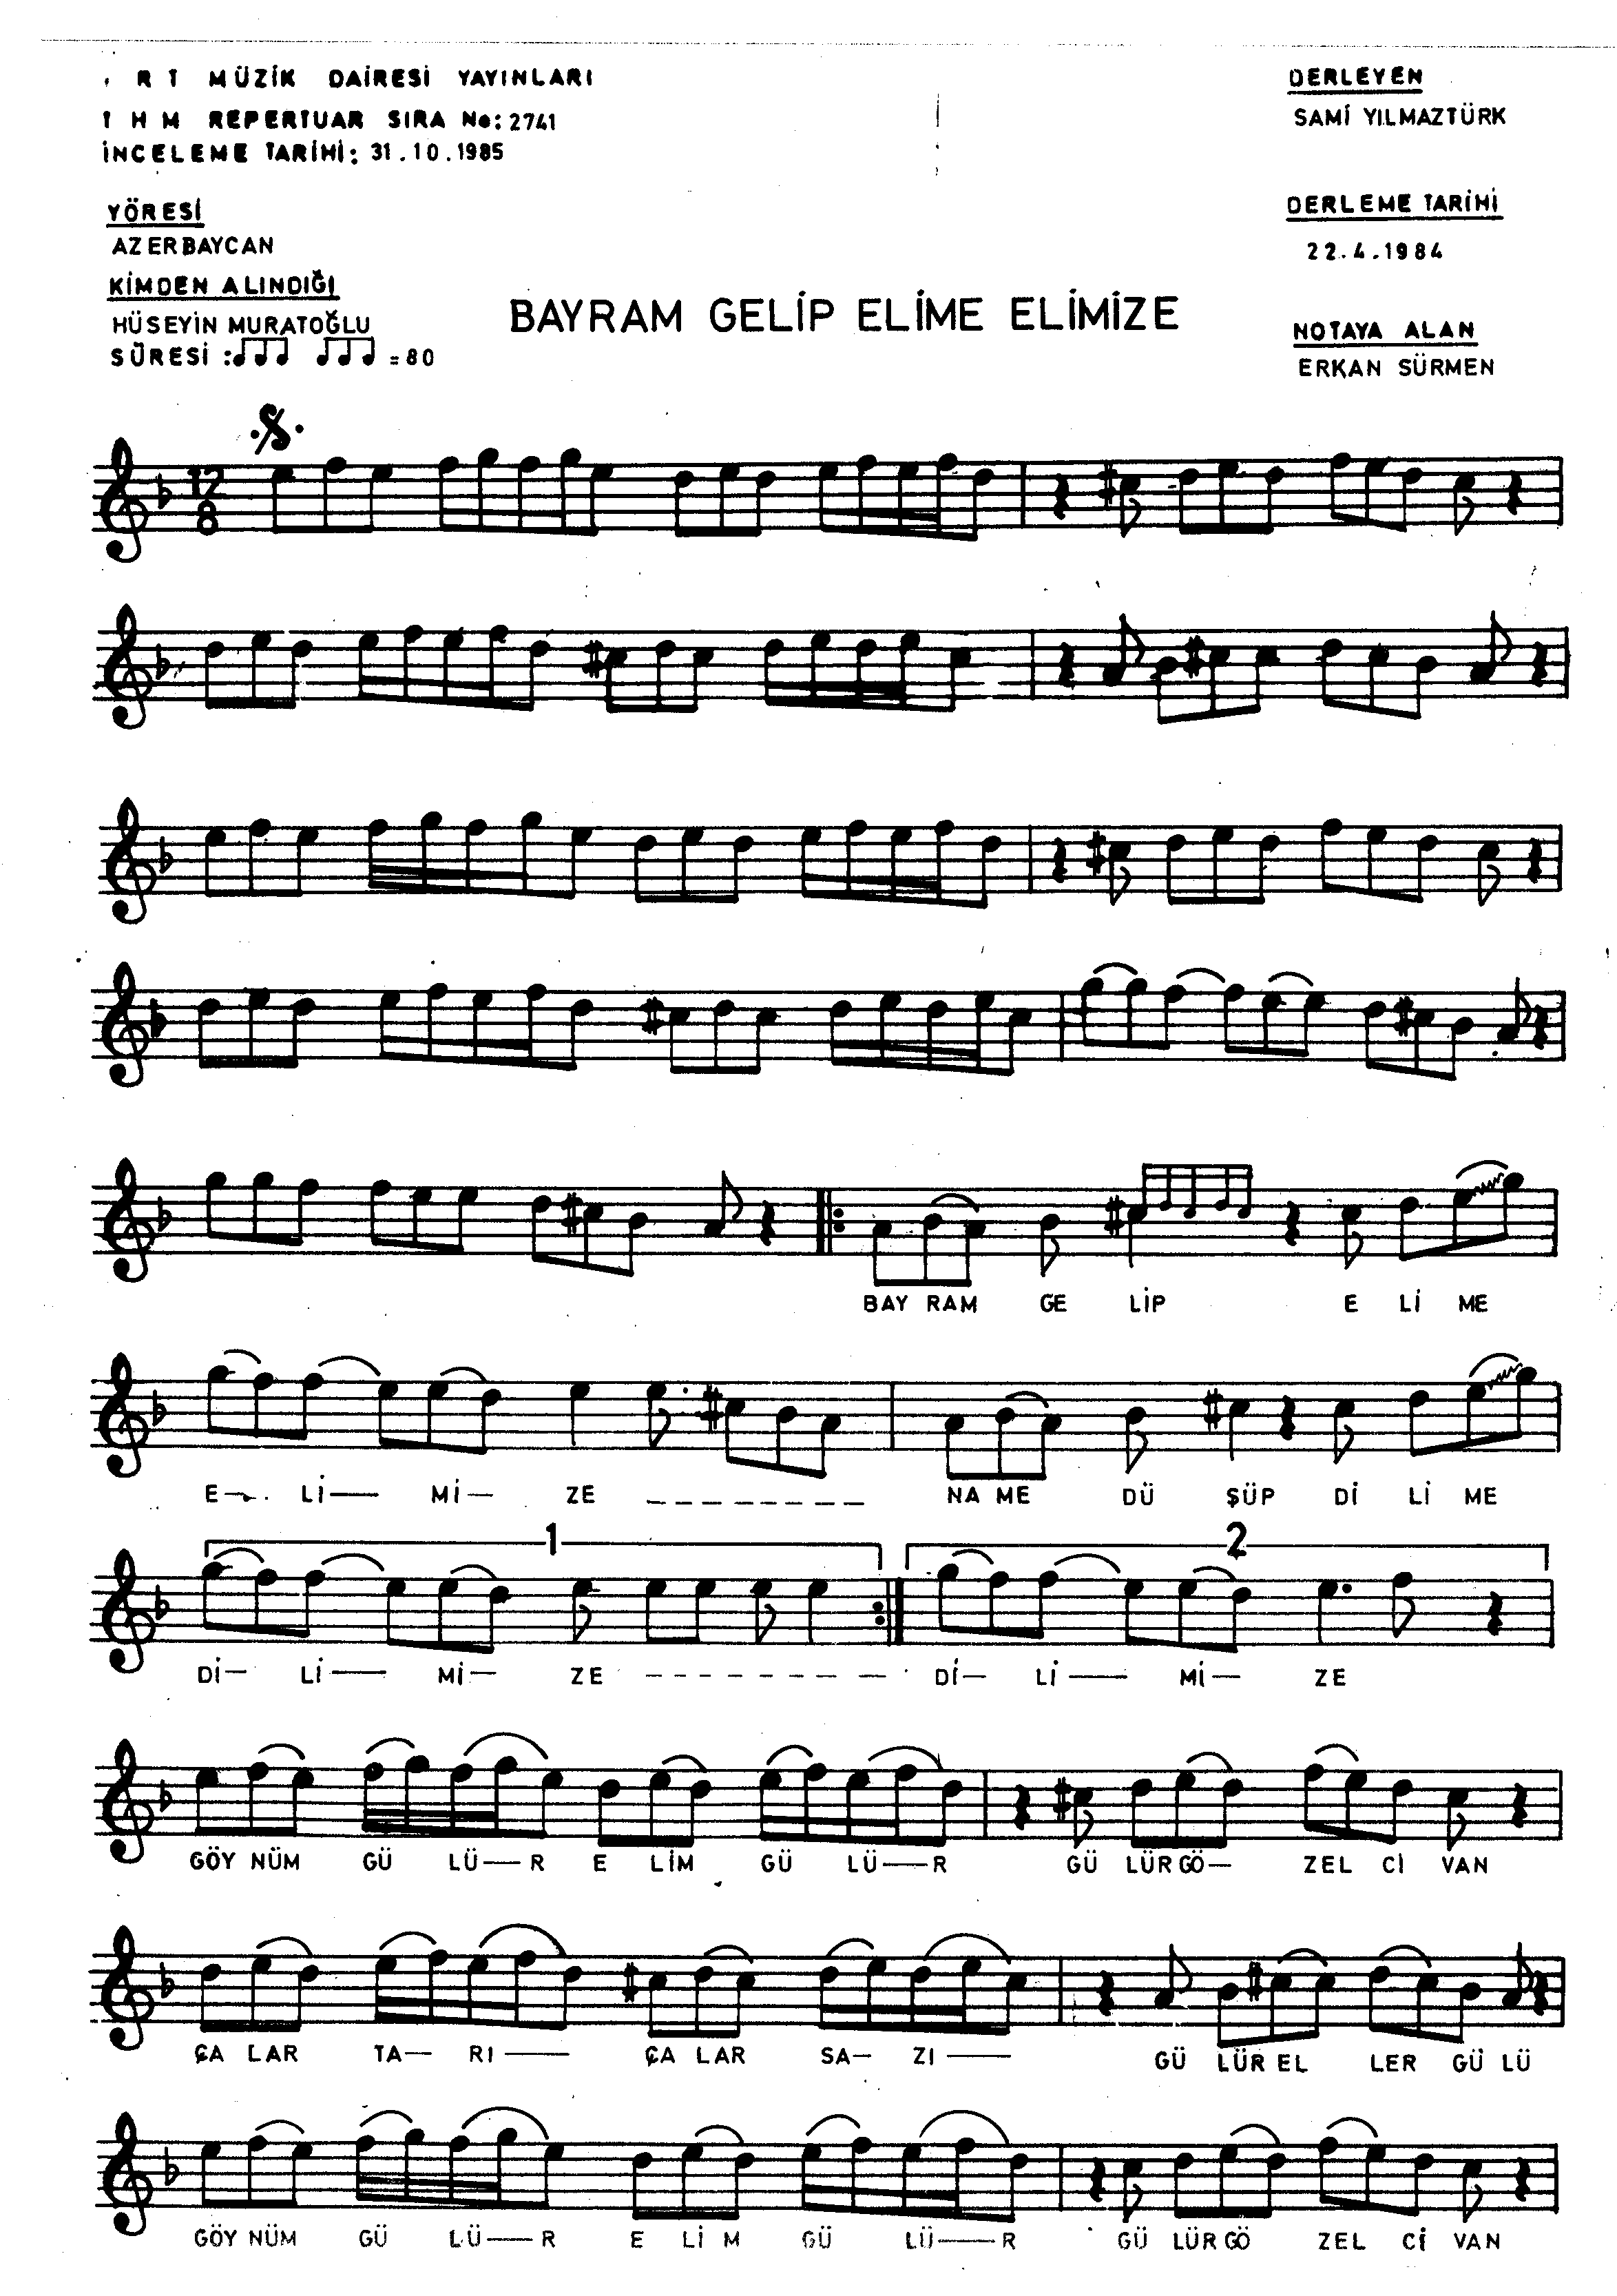 T R T MÜZİK DAİRESİ YAYINLARI
T H M REPERTUAR SIRA No: 2741
İNCELEME TARİHİ: 31.10.1985
YÖRESİ
AZERBAYCAN
KİMDEN ALINDIĞI
HÜSEYİN MURATOĞLU
SÜRESİ : = 80
DERLEYEN
SAMİ YILMAZTÜRK
DERLEME TARİHİ
22.4.1984
NOTAYA ALAN
ERKAN SÜRMEN
BAYRAM GELİP ELİME ELİMİZE
12
8
BAY RAM GE LİP E Lİ ME
E — Lİ — Mİ — ZE _ _ _ _ _ _ _ _ NA ME DÜ ŞÜP Dİ Lİ ME
1 2
Dİ — Lİ — Mİ — ZE - - - - - - - - - Dİ — Lİ — Mİ — ZE
GÖY NÜM GÜ LÜ — R E LİM GÜ LÜ — R GÜ LÜR GÖ — ZEL Cİ VAN
ÇA LAR TA — RI — ÇA LAR SA — ZI — GÜ LÜR EL LER GÜ LÜ
GÖY NÜM GÜ LÜ — R E Lİ M GÜ LÜ — R GÜ LÜR GÖ ZEL Cİ VAN